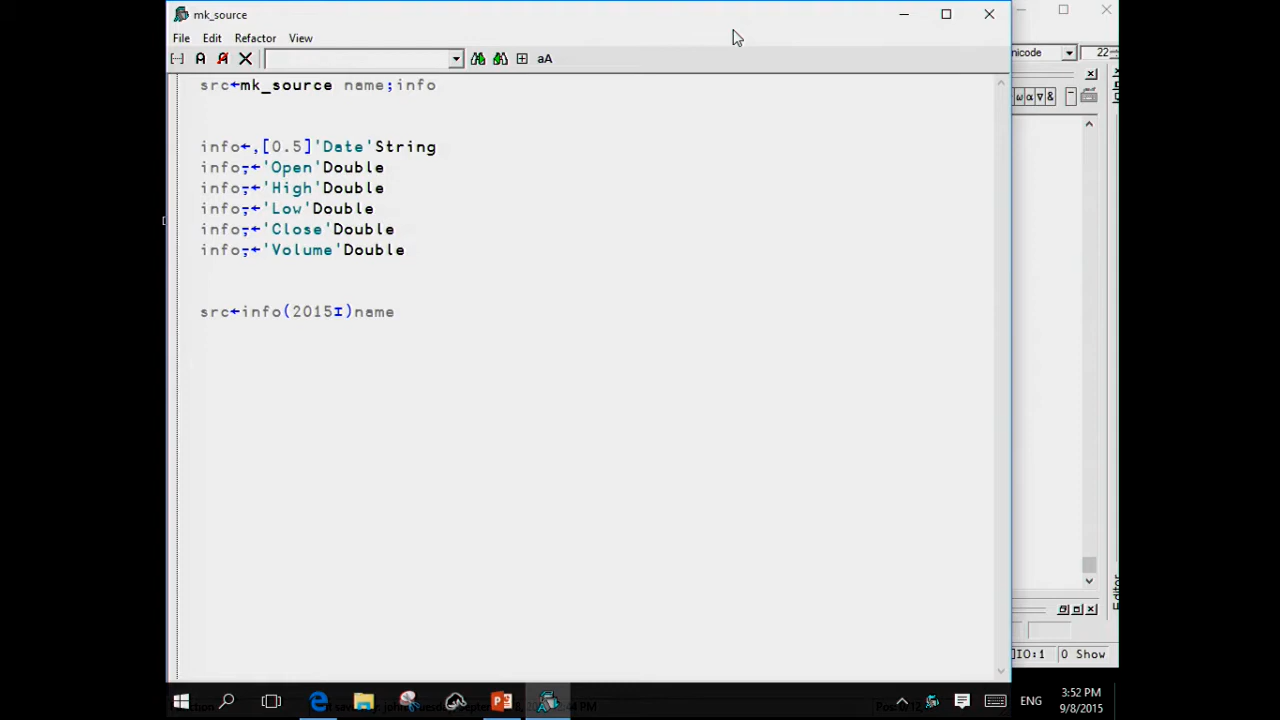 mk_source
File Edit Refactor View
aA
src←mk_source name;info
info←,[0.5]'Date'String
info⍪←'Open'Double
info⍪←'High'Double
info⍪←'Low'Double
info⍪←'Close'Double
info⍪←'Volume'Double
src←info(2015⌶)name
nicode 22
⍵⍺∇&
Editor
]IO:1 0 Show
ENG
3:52 PM
9/8/2015